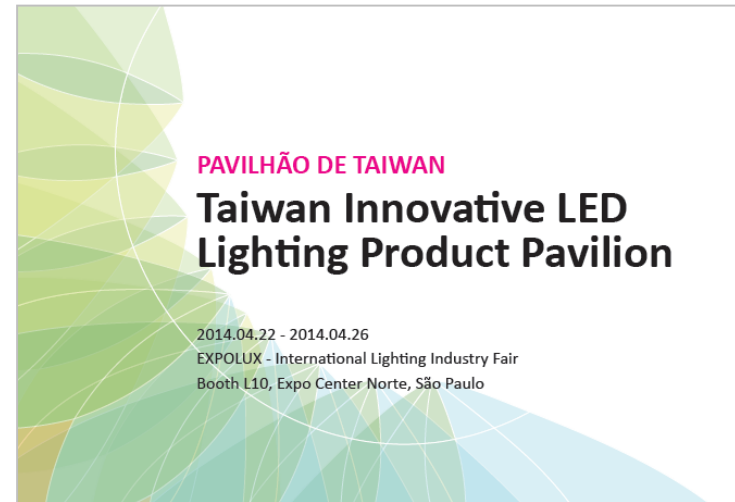 PAVILHÃO DE TAIWAN
Taiwan Innovative LED
Lighting Product Pavilion
2014.04.22 - 2014.04.26
EXPOLUX - International Lighting Industry Fair
Booth L10, Expo Center Norte, São Paulo